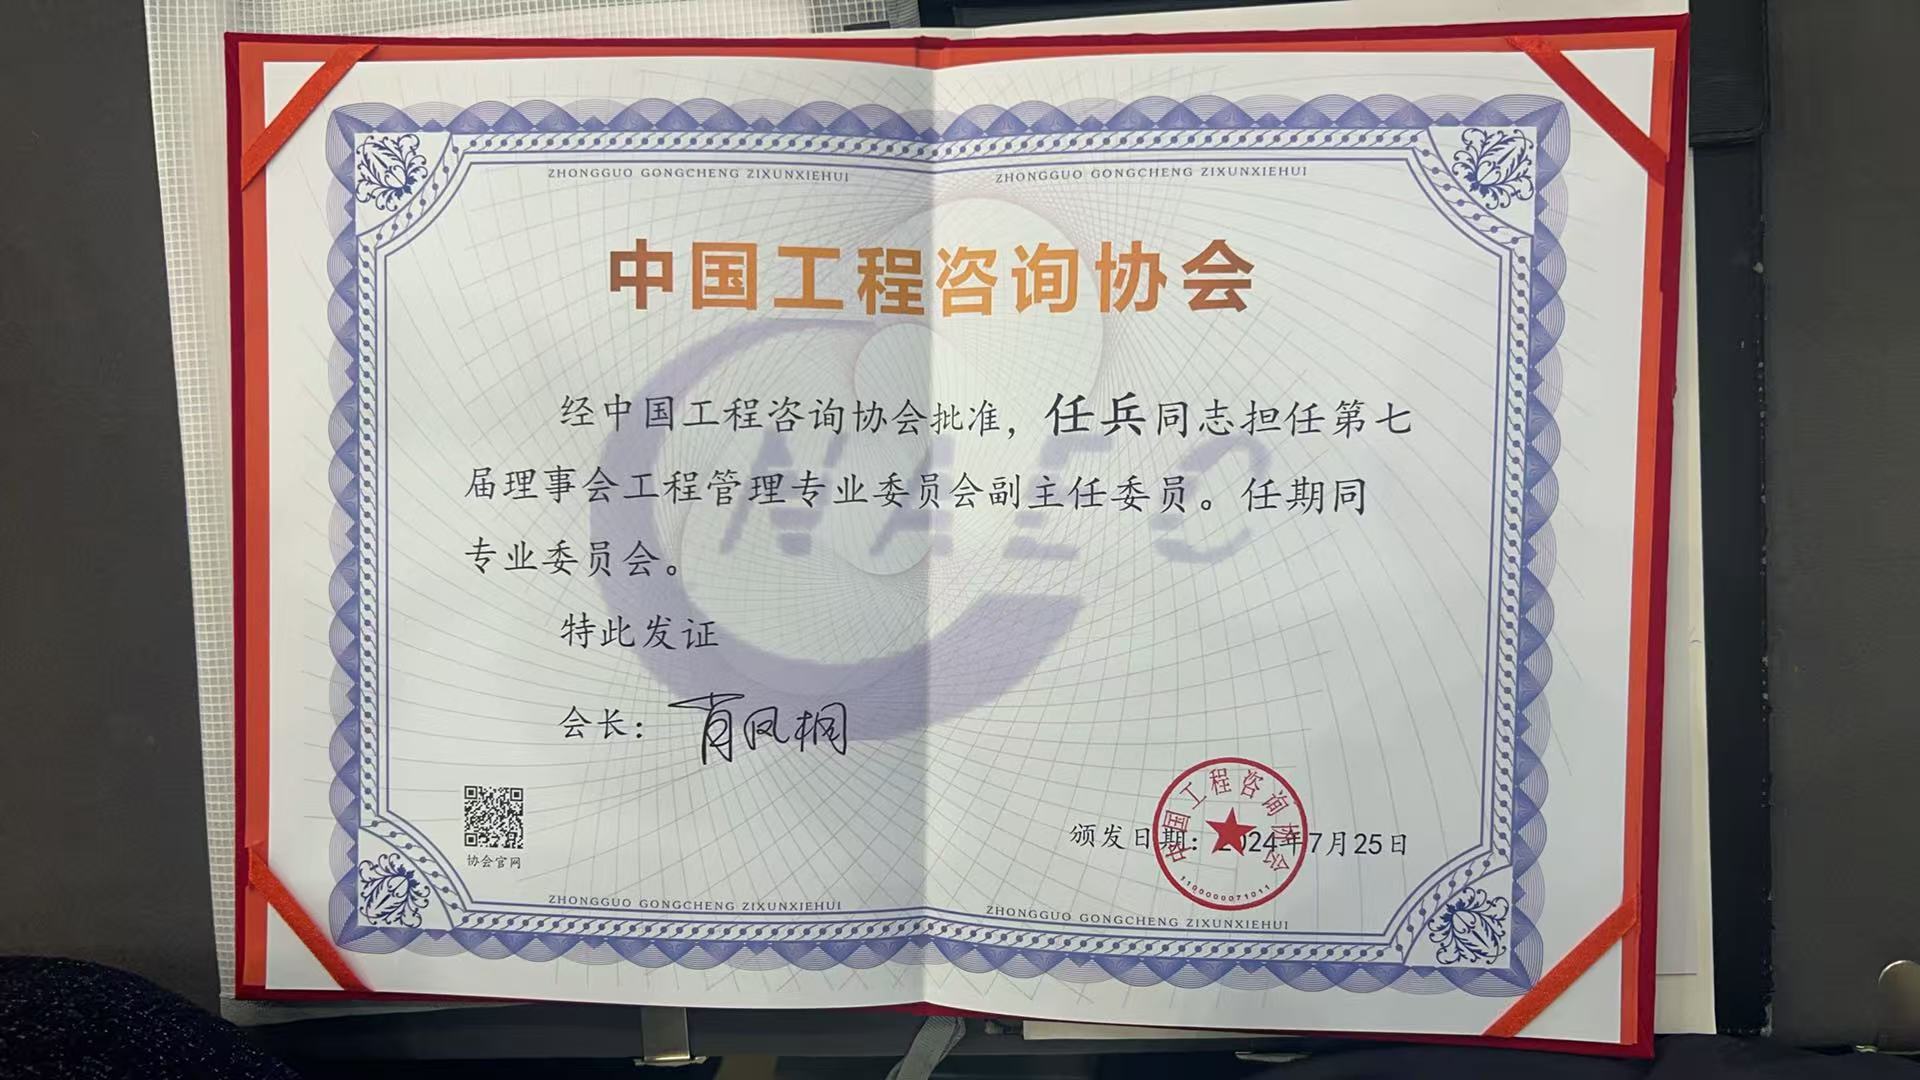 ZHONGGUO GONGCHENG ZIXUNXIEHUI ZHONGGUO GONGCHENG ZIXUNXIEHUI
中国工程咨询协会
CNAEC
经中国工程咨询协会批准，任兵同志担任第七
届理事会工程管理专业委员会副主任委员。任期同
专业委员会。
特此发证
会长：肖凤桐
协会官网
颁发日期：2024年7月25日
中国工程咨询协会
1100000071011
ZHONGGUO GONGCHENG ZIXUNXIEHUI ZHONGGUO GONGCHENG ZIXUNXIEHUI